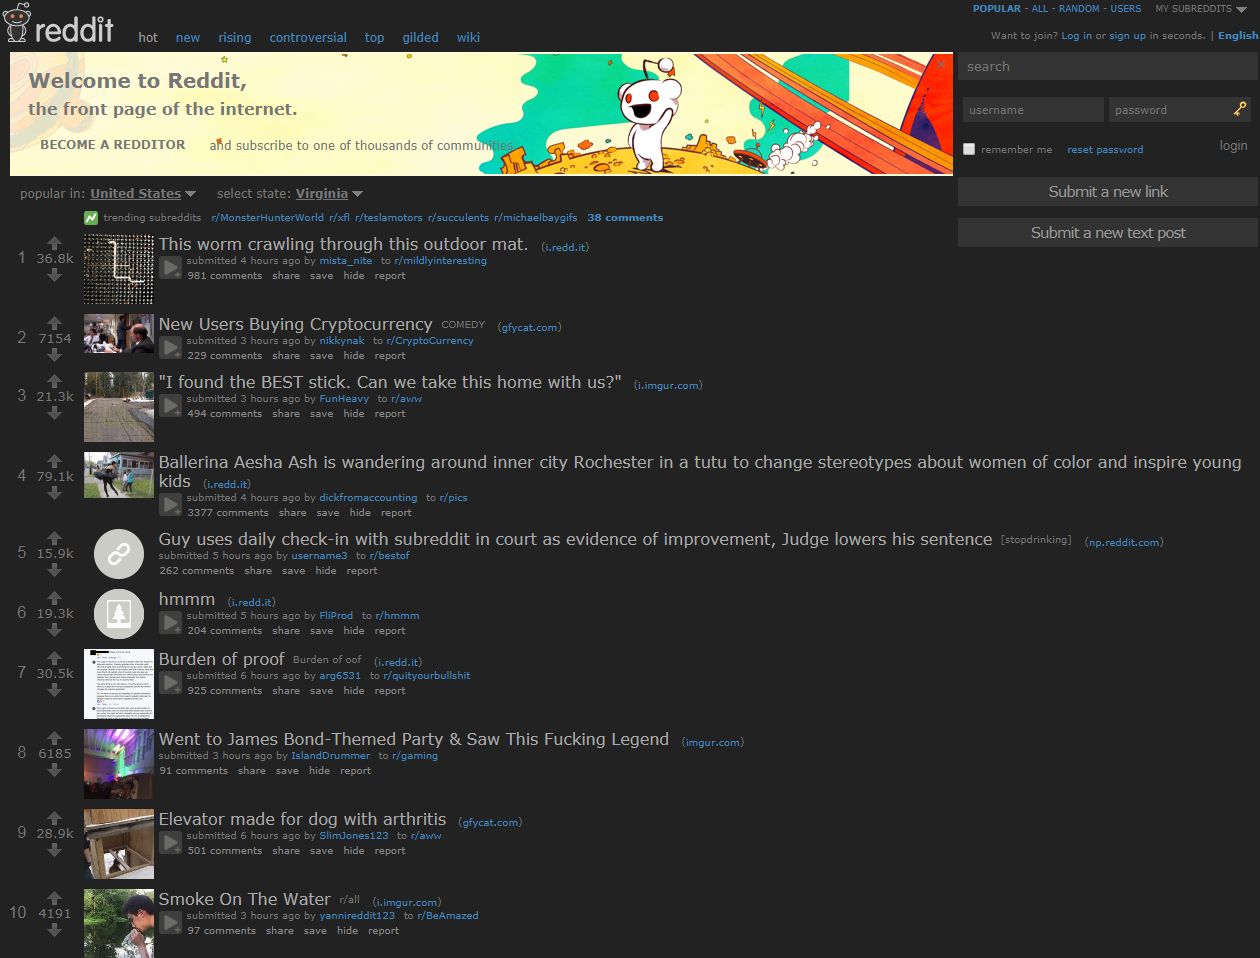 POPULAR - ALL - RANDOM - USERS MY SUBREDDITS
reddit hot new rising controversial top gilded wiki
Want to join? Log in or sign up in seconds. | English
Welcome to Reddit,
the front page of the internet.
BECOME A REDDITOR and subscribe to one of thousands of communities.
×
search
username password
remember me reset password login
Submit a new link
Submit a new text post
popular in: United States select state: Virginia
trending subreddits r/MonsterHunterWorld r/xfl r/teslamotors r/succulents r/michaelbaygifs 38 comments
1 36.8k
This worm crawling through this outdoor mat. (i.redd.it)
submitted 4 hours ago by mista_nite to r/mildlyinteresting
981 comments share save hide report
2 7154
New Users Buying Cryptocurrency COMEDY (gfycat.com)
submitted 3 hours ago by nikkynak to r/CryptoCurrency
229 comments share save hide report
3 21.3k
"I found the BEST stick. Can we take this home with us?" (i.imgur.com)
submitted 3 hours ago by FunHeavy to r/aww
494 comments share save hide report
4 79.1k
Ballerina Aesha Ash is wandering around inner city Rochester in a tutu to change stereotypes about women of color and inspire young
kids (i.redd.it)
submitted 4 hours ago by dickfromaccounting to r/pics
3377 comments share save hide report
5 15.9k
Guy uses daily check-in with subreddit in court as evidence of improvement, Judge lowers his sentence [stopdrinking] (np.reddit.com)
submitted 5 hours ago by username3 to r/bestof
262 comments share save hide report
6 19.3k
hmmm (i.redd.it)
submitted 5 hours ago by FliProd to r/hmmm
204 comments share save hide report
7 30.5k
Burden of proof Burden of oof (i.redd.it)
submitted 6 hours ago by arg6531 to r/quityourbullshit
925 comments share save hide report
8 6185
Went to James Bond-Themed Party & Saw This Fucking Legend (imgur.com)
submitted 3 hours ago by IslandDrummer to r/gaming
91 comments share save hide report
9 28.9k
Elevator made for dog with arthritis (gfycat.com)
submitted 6 hours ago by SlimJones123 to r/aww
501 comments share save hide report
10 4191
Smoke On The Water r/all (i.imgur.com)
submitted 3 hours ago by yannireddit123 to r/BeAmazed
97 comments share save hide report